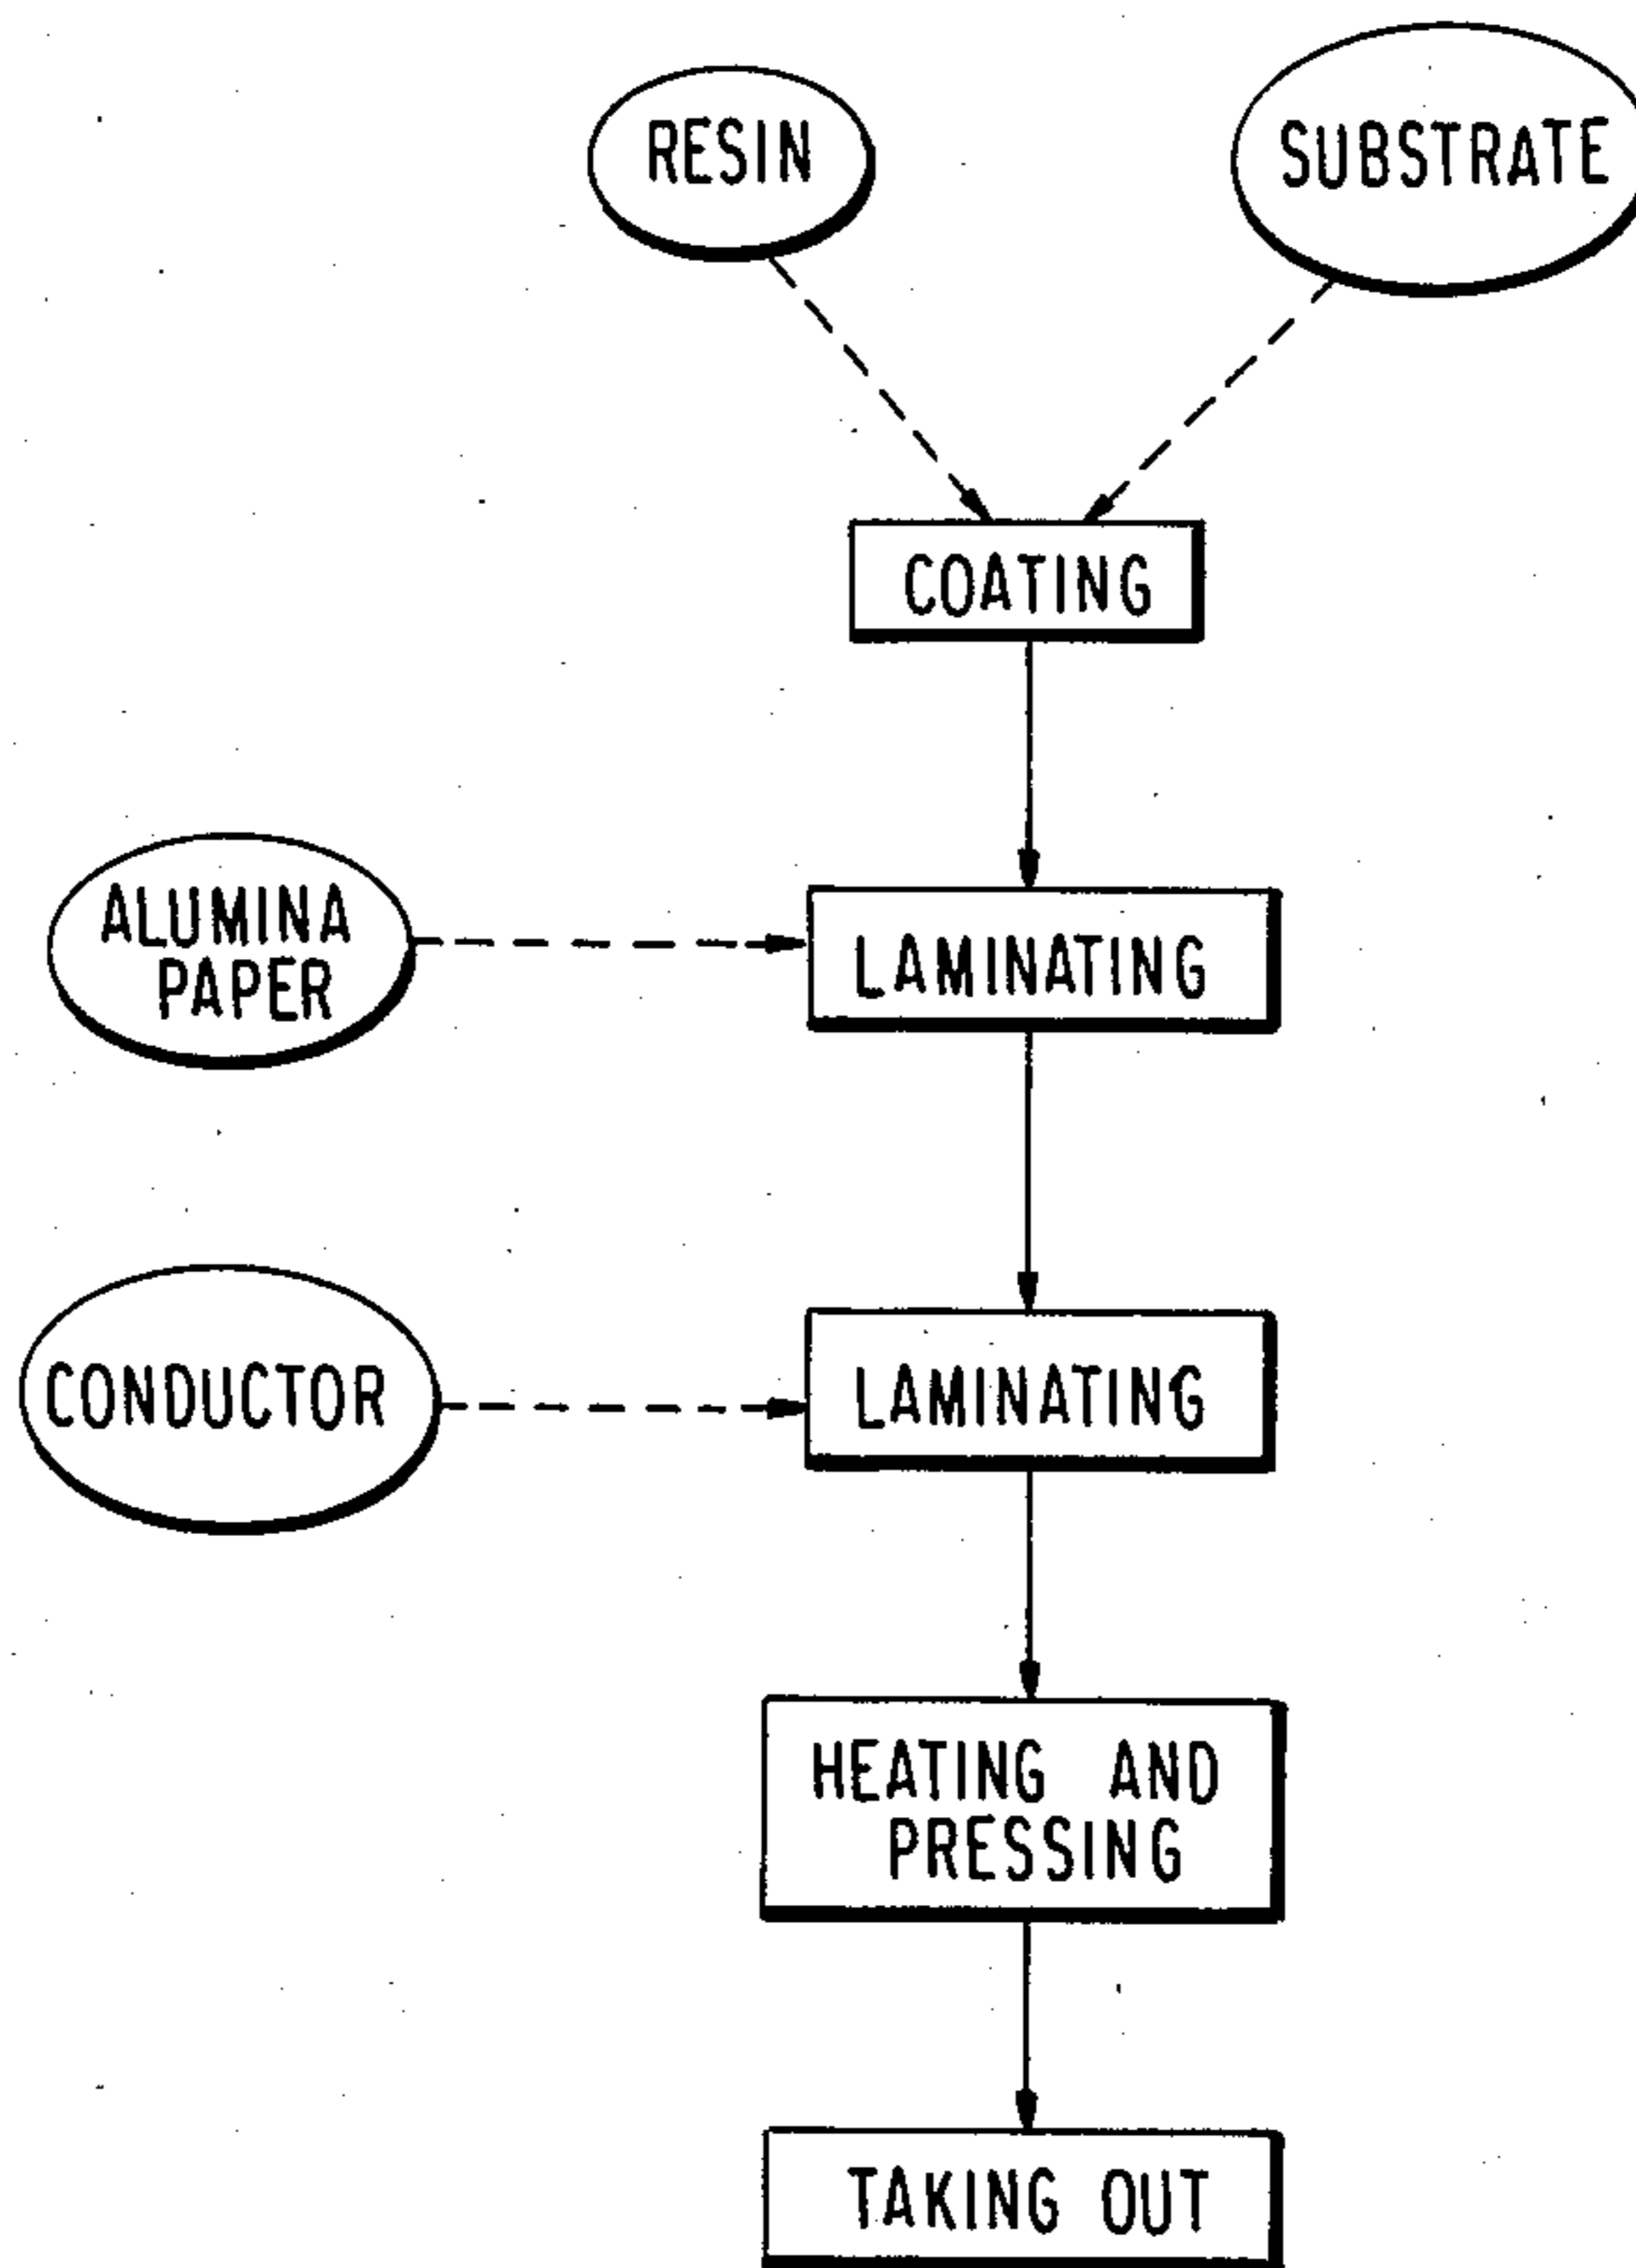 RESIN
SUBSTRATE
COATING
ALUMINA
PAPER
LAMINATING
CONDUCTOR
LAMINATING
HEATING AND
PRESSING
TAKING OUT